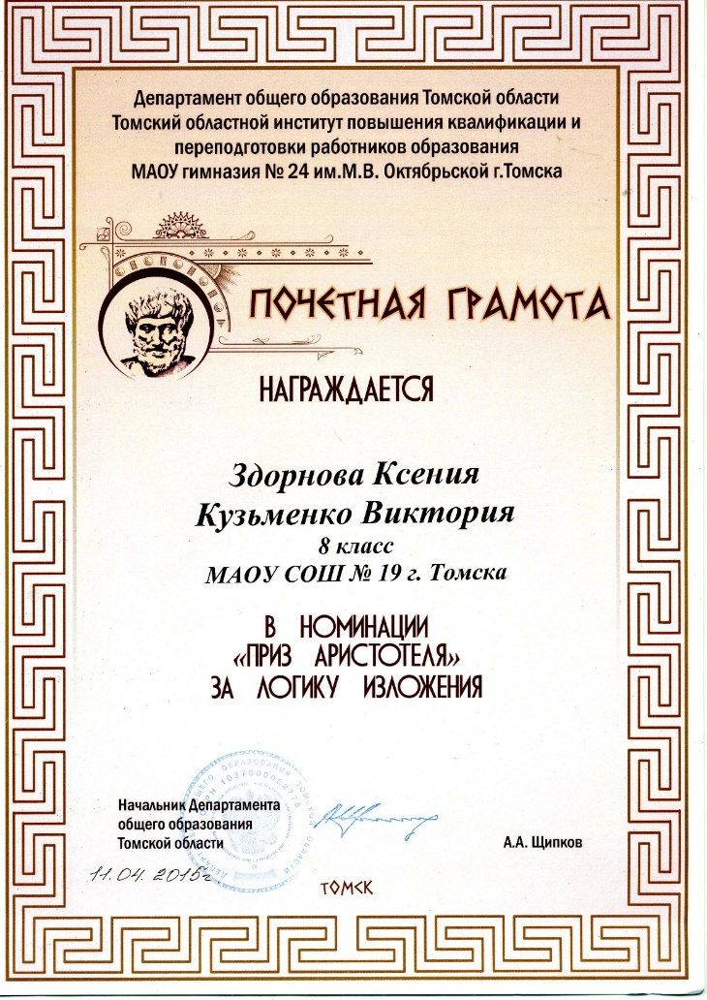 Департамент общего образования Томской области
Томский областной институт повышения квалификации и
переподготовки работников образования
МАОУ гимназия № 24 им.М.В. Октябрьской г.Томска
ПОЧЕТНАЯ ГРАМОТА
НАГРАЖДАЕТСЯ
Здорнова Ксения
Кузьменко Виктория
8 класс
МАОУ СОШ № 19 г. Томска
В НОМИНАЦИИ
«ПРИЗ АРИСТОТЕЛЯ»
ЗА ЛОГИКУ ИЗЛОЖЕНИЯ
Начальник Департамента
общего образования
Томской области
А.А. Щипков
11.04. 2015г.
ТОМСК